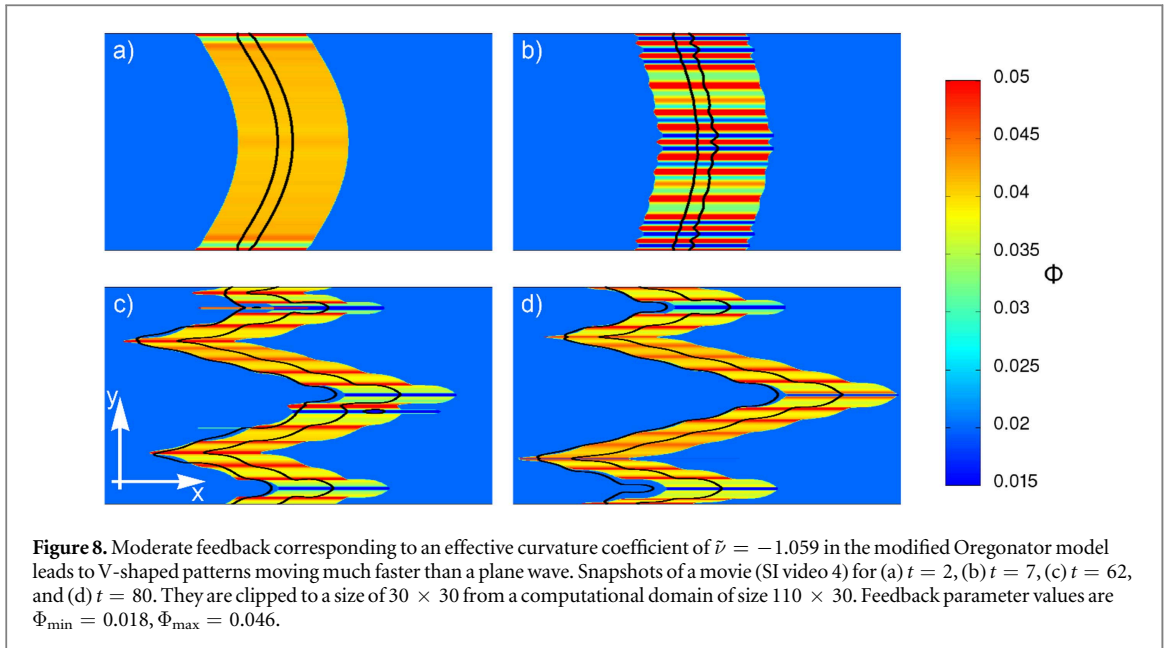 a)
b)
c)
d)
y
x
0.05
0.045
0.04
0.035
0.03
0.025
0.02
0.015
Φ
Figure 8. Moderate feedback corresponding to an effective curvature coefficient of ν̃ = −1.059 in the modified Oregonator model
leads to V-shaped patterns moving much faster than a plane wave. Snapshots of a movie (SI video 4) for (a) t = 2, (b) t = 7, (c) t = 62,
and (d) t = 80. They are clipped to a size of 30 × 30 from a computational domain of size 110 × 30. Feedback parameter values are
Φmin = 0.018, Φmax = 0.046.